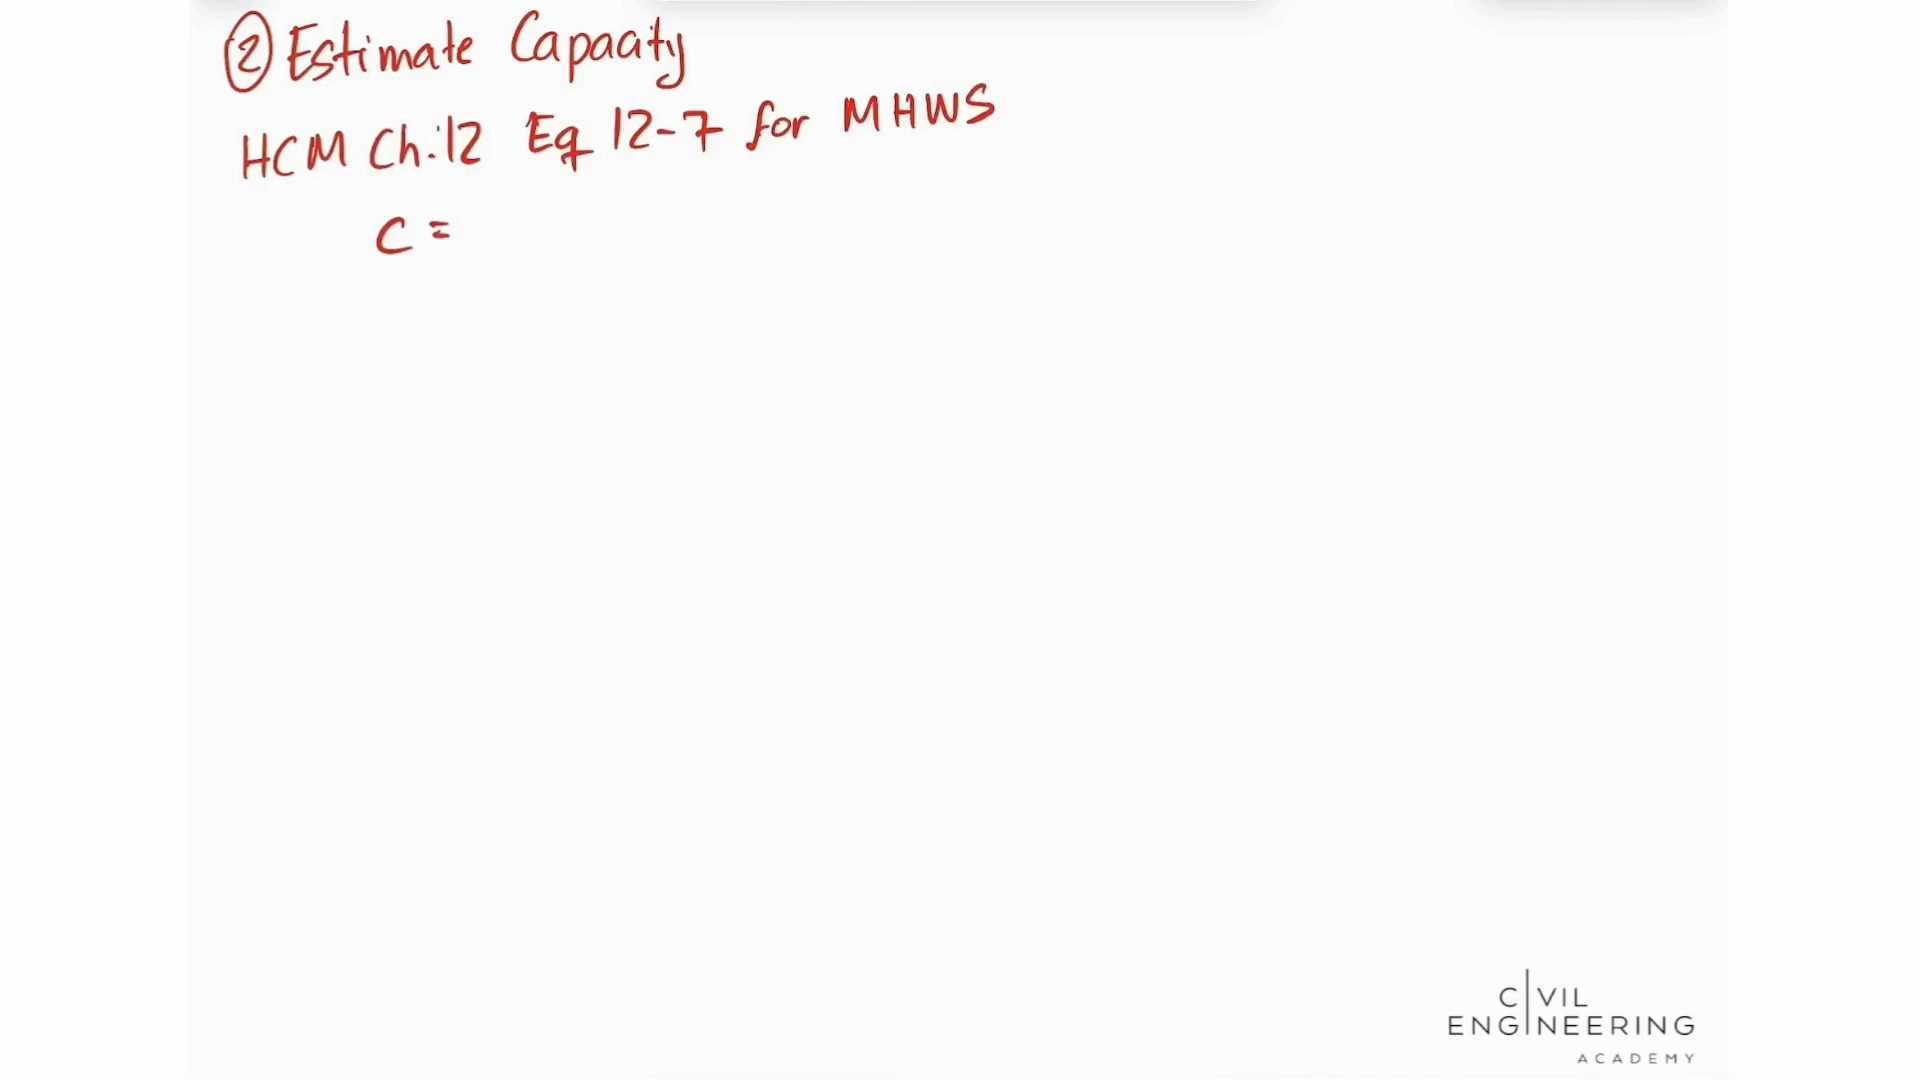 ② Estimate Capacity
HCM Ch:12 Eq 12-7 for MHWS
C =
CIVIL
ENGINEERING
ACADEMY